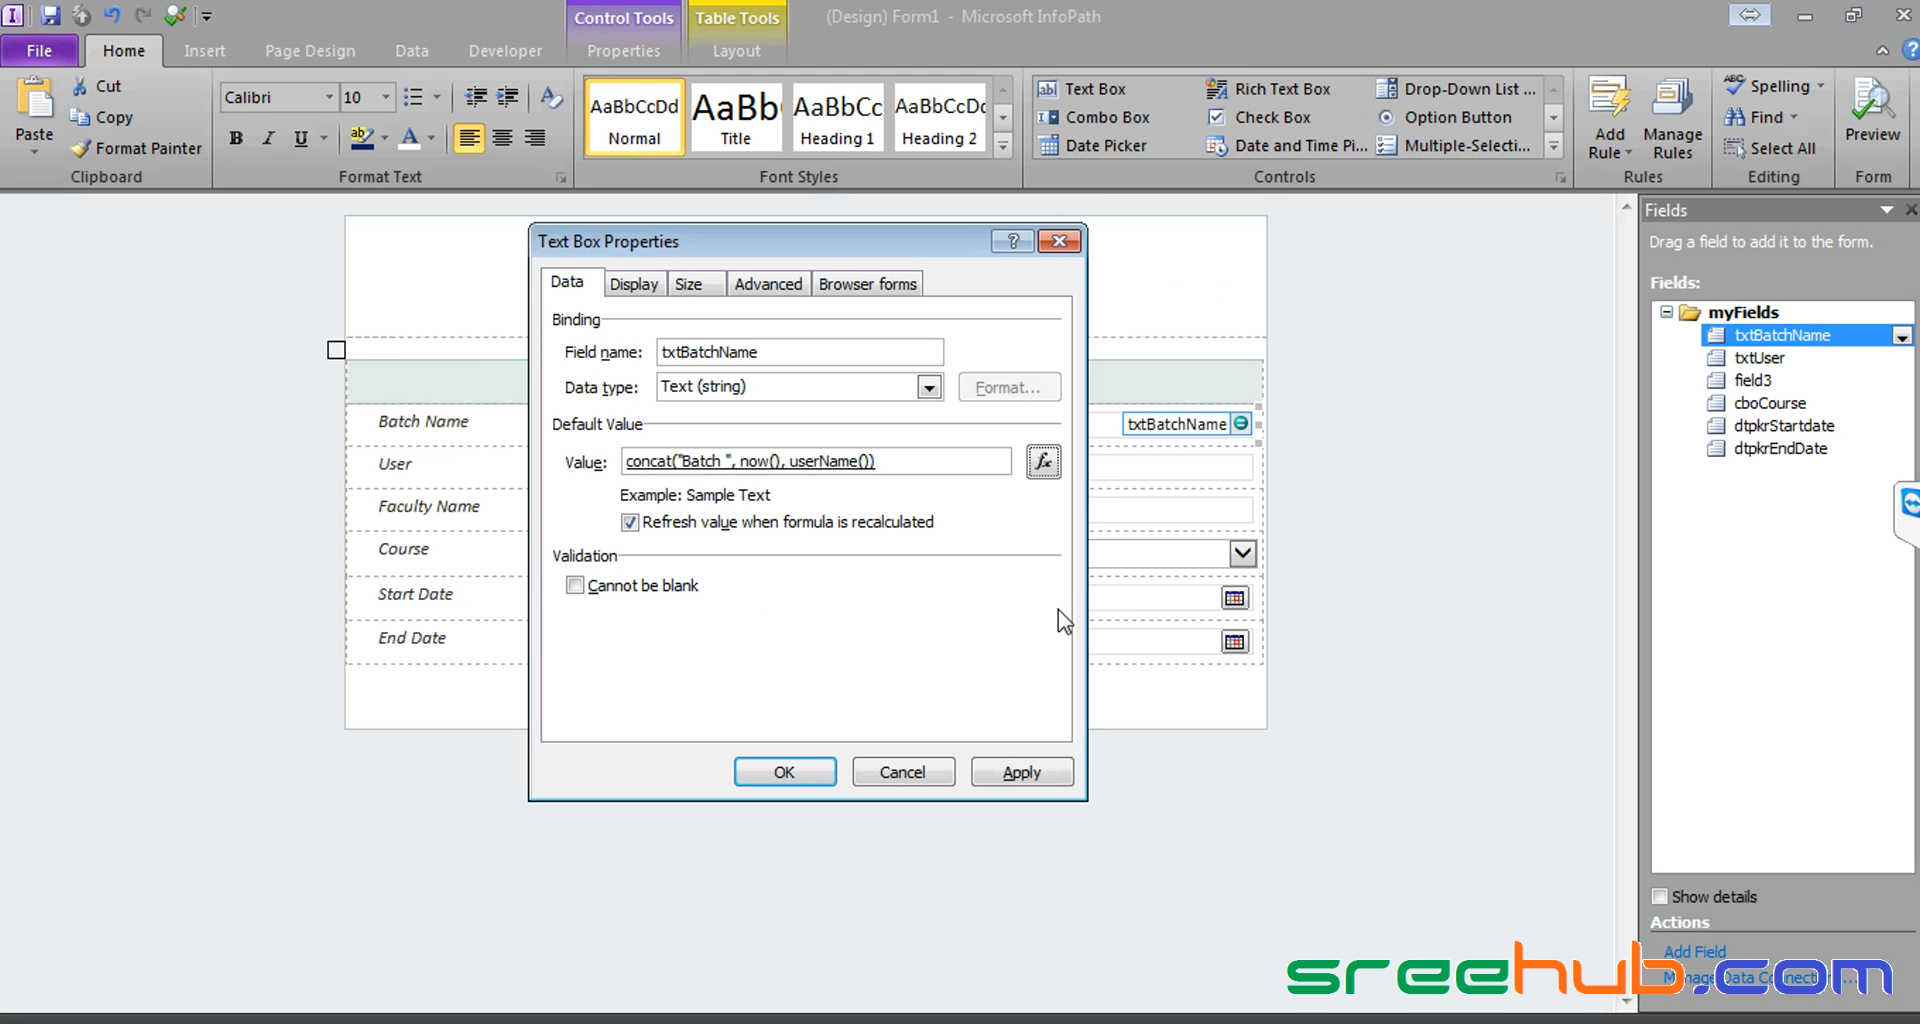 Control Tools
Table Tools
(Design) Form1 - Microsoft InfoPath
File
Home
Insert
Page Design
Data
Developer
Properties
Layout
Paste
Cut
Copy
Format Painter
Clipboard
Calibri
10
B
I
U
ab
A
Format Text
AaBbCcDd
Normal
AaBb
Title
AaBbCc
Heading 1
AaBbCcDc
Heading 2
Font Styles
Text Box
Rich Text Box
Drop-Down List ...
Combo Box
Check Box
Option Button
Date Picker
Date and Time Pi...
Multiple-Selecti...
Controls
Add
Rule
Manage
Rules
Rules
ABC
Spelling
Find
Select All
Editing
Preview
Form
Text Box Properties
?
Data
Display
Size
Advanced
Browser forms
Binding
Field name:
txtBatchName
Data type:
Text (string)
Format...
Default Value
Value:
concat("Batch ", now(), userName())
fx
Example: Sample Text
Refresh value when formula is recalculated
Validation
Cannot be blank
OK
Cancel
Apply
Batch Name
txtBatchName
User
Faculty Name
Course
Start Date
End Date
Fields
Drag a field to add it to the form.
Fields:
myFields
txtBatchName
txtUser
field3
cboCourse
dtpkrStartdate
dtpkrEndDate
Show details
Actions
Add Field
Manage Data Connecti...
sreehub.com